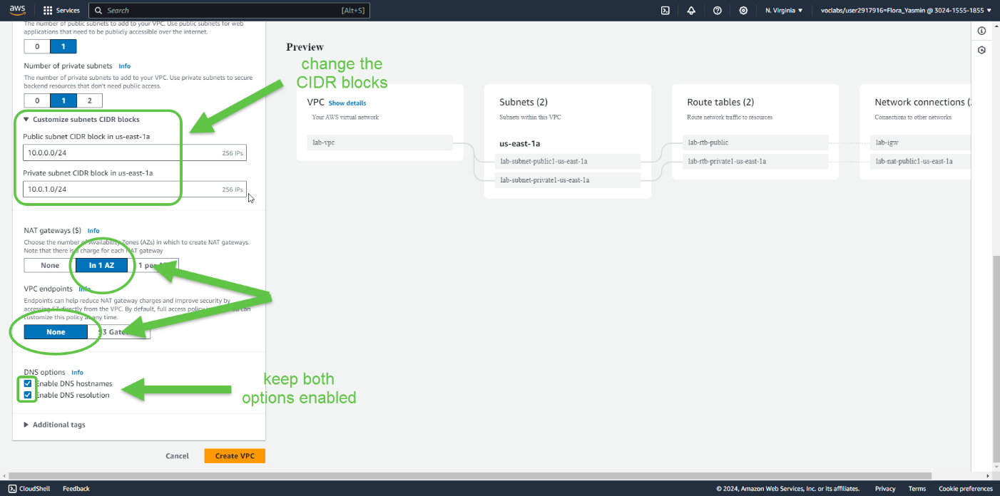 aws
Services
Search
[Alt+S]
N. Virginia
voclabs/user2917916=Flora_Yasmin @ 3024-1555-1855
The number of public subnets to add to your VPC. Use public subnets for web
applications that need to be publicly accessible over the internet.
0
1
Number of private subnets Info
The number of private subnets to add to your VPC. Use private subnets to secure
backend resources that don't need public access.
0
1
2
Customize subnets CIDR blocks
Public subnet CIDR block in us-east-1a
10.0.0.0/24
256 IPs
Private subnet CIDR block in us-east-1a
10.0.1.0/24
256 IPs
NAT gateways ($) Info
Choose the number of Availability Zones (AZs) in which to create NAT gateways.
Note that there is a charge for each NAT gateway
None
In 1 AZ
1 per
VPC endpoints Info
Endpoints can help reduce NAT gateway charges and improve security by
accessing S3 directly from the VPC. By default, full access policy is can
customize this policy at any time.
None
S3
DNS options Info
Enable DNS hostnames
Enable DNS resolution
Additional tags
Cancel
Create VPC
Preview
change the
CIDR blocks
VPC Show details
Your AWS virtual network
lab-vpc
Subnets (2)
Subnets within this VPC
us-east-1a
lab-subnet-public1-us-east-1a
lab-subnet-private1-us-east-1a
Route tables (2)
Route network traffic to resources
lab-rtb-public
lab-rtb-private1-us-east-1a
Network connections (
Connections to other networks
lab-igw
lab-nat-public1-us-east-1a
keep both
options enabled
CloudShell
Feedback
© 2024, Amazon Web Services, Inc. or its affiliates.
Privacy
Terms
Cookie preferences